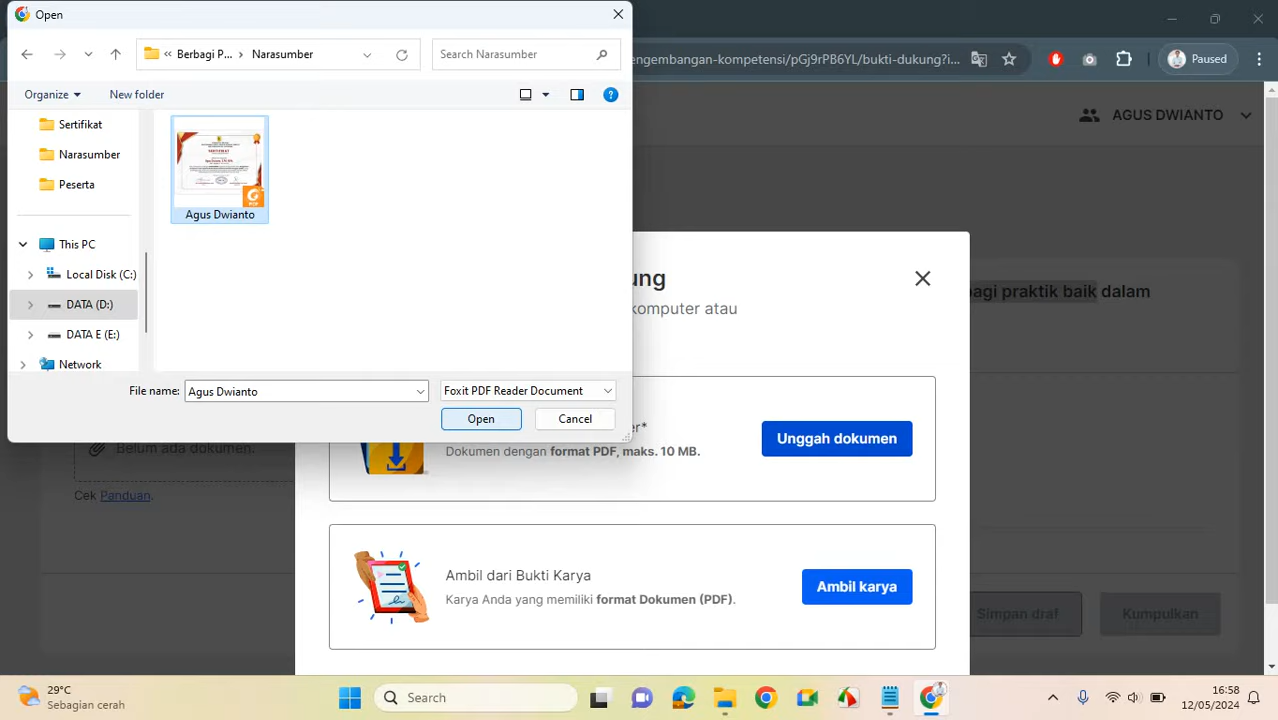 Open
Berbagi P...
Narasumber
Search Narasumber
engembangan-kompetensi/pGj9rPB6YL/bukti-dukung?i...
Paused
Organize
New folder
AGUS DWIANTO
Sertifikat
Narasumber
Peserta
Agus Dwianto
This PC
Local Disk (C:)
DATA (D:)
DATA E (E:)
Network
ung
komputer atau
agi praktik baik dalam
File name:
Agus Dwianto
Foxit PDF Reader Document
Open
Cancel
er*
Dokumen dengan format PDF, maks. 10 MB.
Unggah dokumen
Belum ada dokumen.
Cek Panduan.
Ambil dari Bukti Karya
Karya Anda yang memiliki format Dokumen (PDF).
Ambil karya
Simpan draf
Kumpulkan
29°C
Sebagian cerah
Search
16:58
12/05/2024